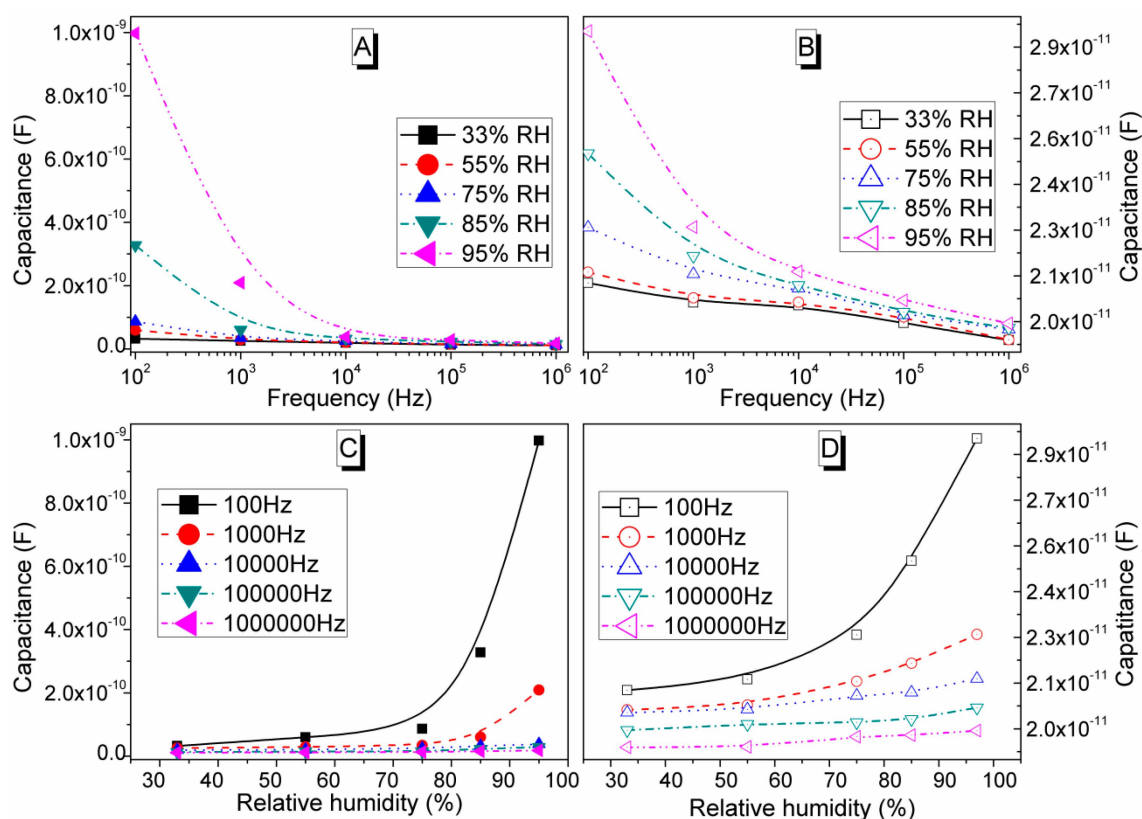 A
1.0x10-9
8.0x10-10
6.0x10-10
4.0x10-10
2.0x10-10
0.0
Capacitance (F)
33% RH
55% RH
75% RH
85% RH
95% RH
10² 10³ 10⁴ 10⁵ 10⁶
Frequency (Hz)
B
33% RH
55% RH
75% RH
85% RH
95% RH
2.9x10-11
2.7x10-11
2.6x10-11
2.4x10-11
2.3x10-11
2.1x10-11
2.0x10-11
Capacitance (F)
10² 10³ 10⁴ 10⁵ 10⁶
Frequency (Hz)
C
1.0x10-9
8.0x10-10
6.0x10-10
4.0x10-10
2.0x10-10
0.0
Capacitance (F)
100Hz
1000Hz
10000Hz
100000Hz
1000000Hz
30 40 50 60 70 80 90 100
Relative humidity (%)
D
100Hz
1000Hz
10000Hz
100000Hz
1000000Hz
2.9x10-11
2.7x10-11
2.6x10-11
2.4x10-11
2.3x10-11
2.1x10-11
2.0x10-11
Capatitance (F)
30 40 50 60 70 80 90 100
Relative humidity (%)